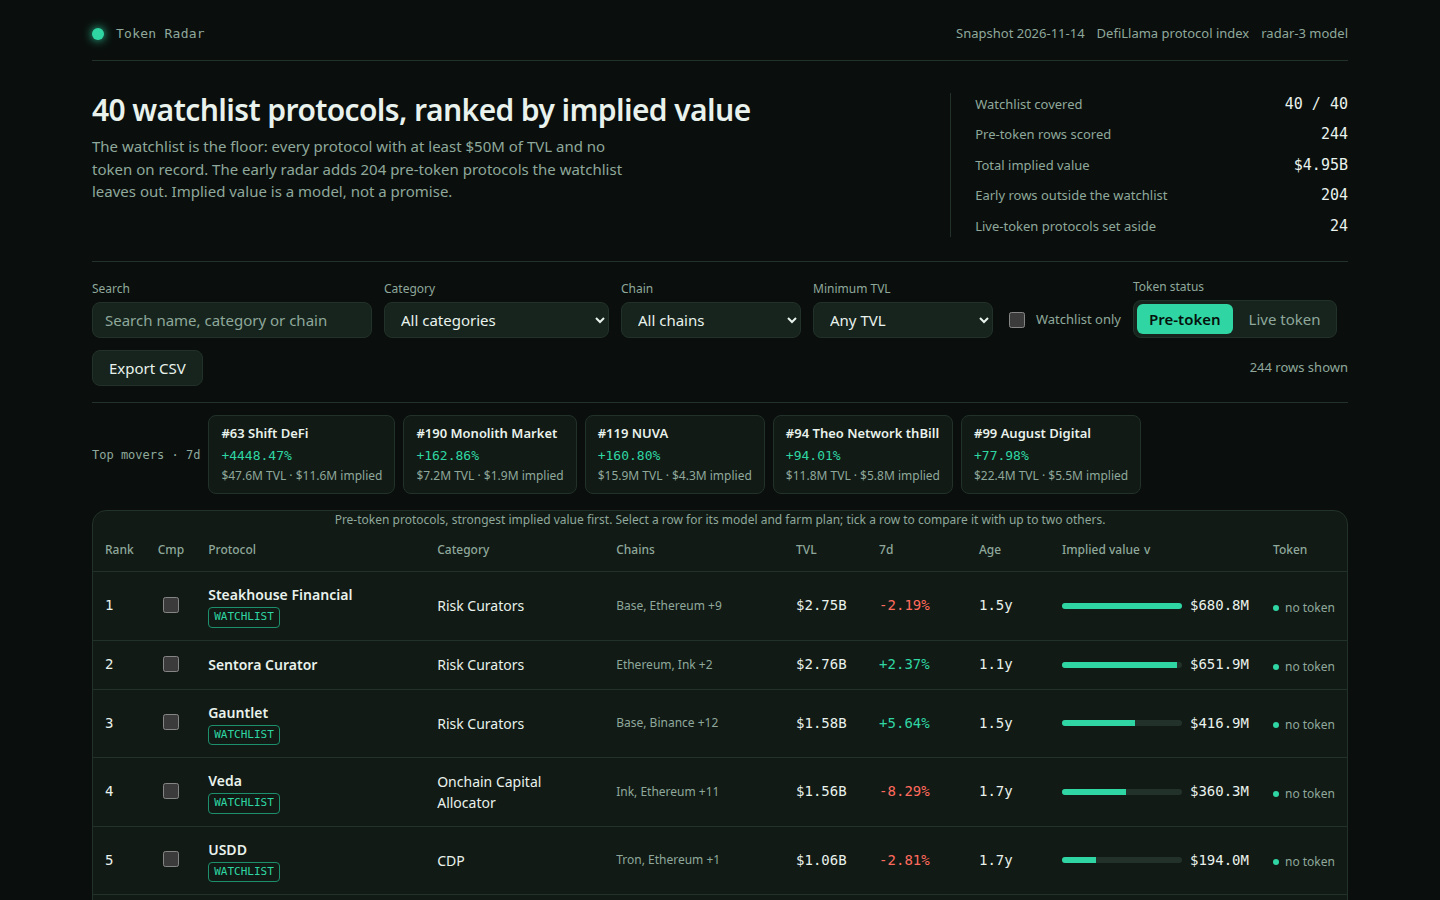 Token Radar
Snapshot 2026-11-14 DefiLlama protocol index radar-3 model
40 watchlist protocols, ranked by implied value
The watchlist is the floor: every protocol with at least $50M of TVL and no
token on record. The early radar adds 204 pre-token protocols the watchlist
leaves out. Implied value is a model, not a promise.
Watchlist covered 40 / 40
Pre-token rows scored 244
Total implied value $4.95B
Early rows outside the watchlist 204
Live-token protocols set aside 24
Search Category Chain Minimum TVL Token status
Search name, category or chain All categories All chains Any TVL Watchlist only Pre-token Live token
Export CSV 244 rows shown
Top movers · 7d
#63 Shift DeFi
+4448.47%
$47.6M TVL · $11.6M implied
#190 Monolith Market
+162.86%
$7.2M TVL · $1.9M implied
#119 NUVA
+160.80%
$15.9M TVL · $4.3M implied
#94 Theo Network thBill
+94.01%
$11.8M TVL · $5.8M implied
#99 August Digital
+77.98%
$22.4M TVL · $5.5M implied
Pre-token protocols, strongest implied value first. Select a row for its model and farm plan; tick a row to compare it with up to two others.
Rank Cmp Protocol Category Chains TVL 7d Age Implied value v Token
1 Steakhouse Financial WATCHLIST Risk Curators Base, Ethereum +9 $2.75B -2.19% 1.5y $680.8M no token
2 Sentora Curator Risk Curators Ethereum, Ink +2 $2.76B +2.37% 1.1y $651.9M no token
3 Gauntlet WATCHLIST Risk Curators Base, Binance +12 $1.58B +5.64% 1.5y $416.9M no token
4 Veda WATCHLIST Onchain Capital Allocator Ink, Ethereum +11 $1.56B -8.29% 1.7y $360.3M no token
5 USDD WATCHLIST CDP Tron, Ethereum +1 $1.06B -2.81% 1.7y $194.0M no token